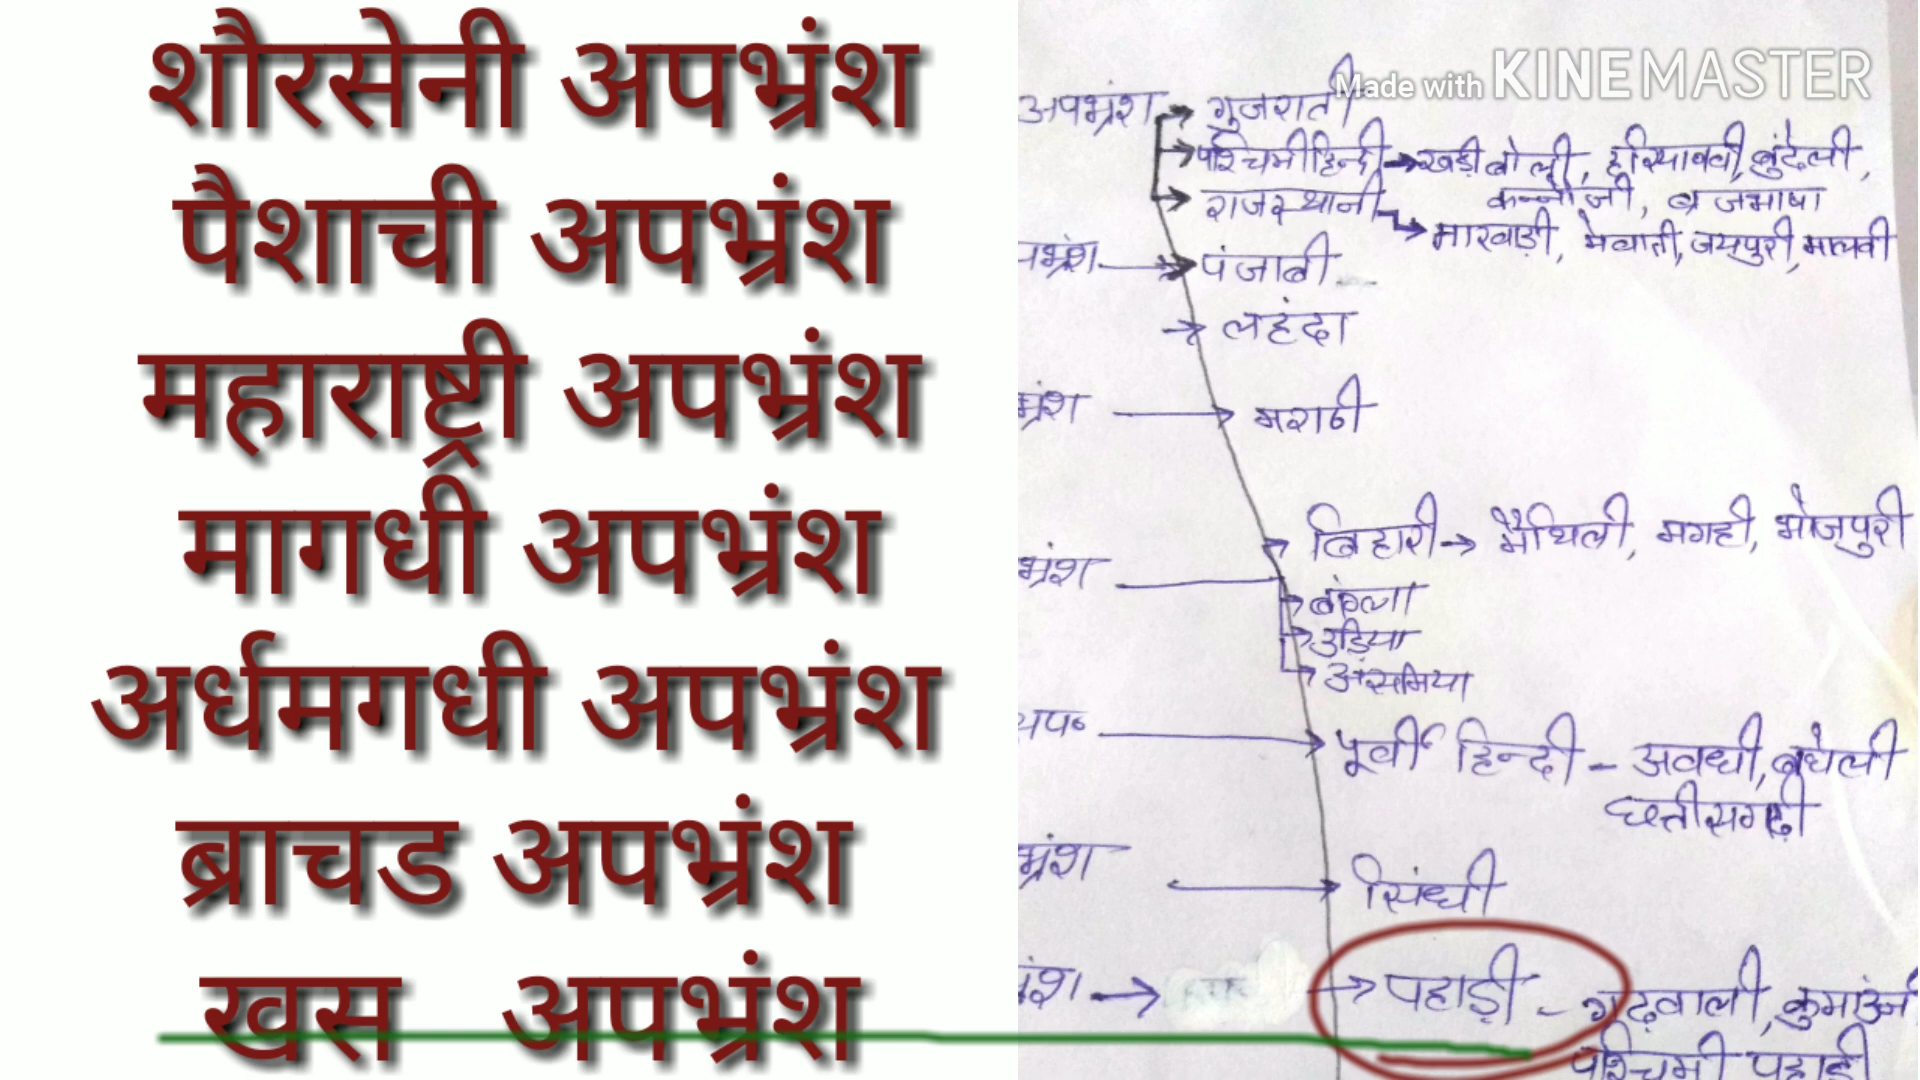 शौरसेनी अपभ्रंश
पैशाची अपभ्रंश
महाराष्ट्री अपभ्रंश
मागधी अपभ्रंश
अर्धमगधी अपभ्रंश
ब्राचड अपभ्रंश
खस अपभ्रंश
Made with KINEMASTER
अपभ्रंश → गुजराती
→ पश्चिमी हिन्दी → खड़ी बोली, हरियाणवी, बुंदेली,
कन्नौजी, ब्रजभाषा
→ राजस्थानी
→ मारवाड़ी, मेवाती, जयपुरी, मालवी
पभ्रंश → पंजाबी
→ लहंदा
भ्रंश → मराठी
→ बिहारी → मैथिली, मगही, भोजपुरी
भ्रंश
→ बंग्ला
→ उड़िया
→ असमिया
अप॰ → पूर्वी हिन्दी - अवधी, बघेली
छत्तीसगढ़ी
भ्रंश → सिंधी
भ्रंश → → पहाड़ी - गढ़वाली, कुमाऊंनी
पश्चिमी पहाड़ी